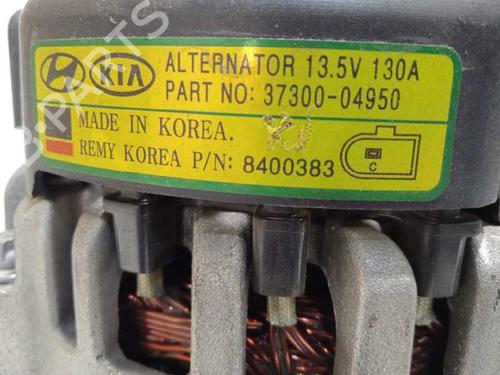 KIA ALTERNATOR 13.5V 130A
PART NO: 37300-04950
MADE IN KOREA.
REMY KOREA P/N: 8400383
C